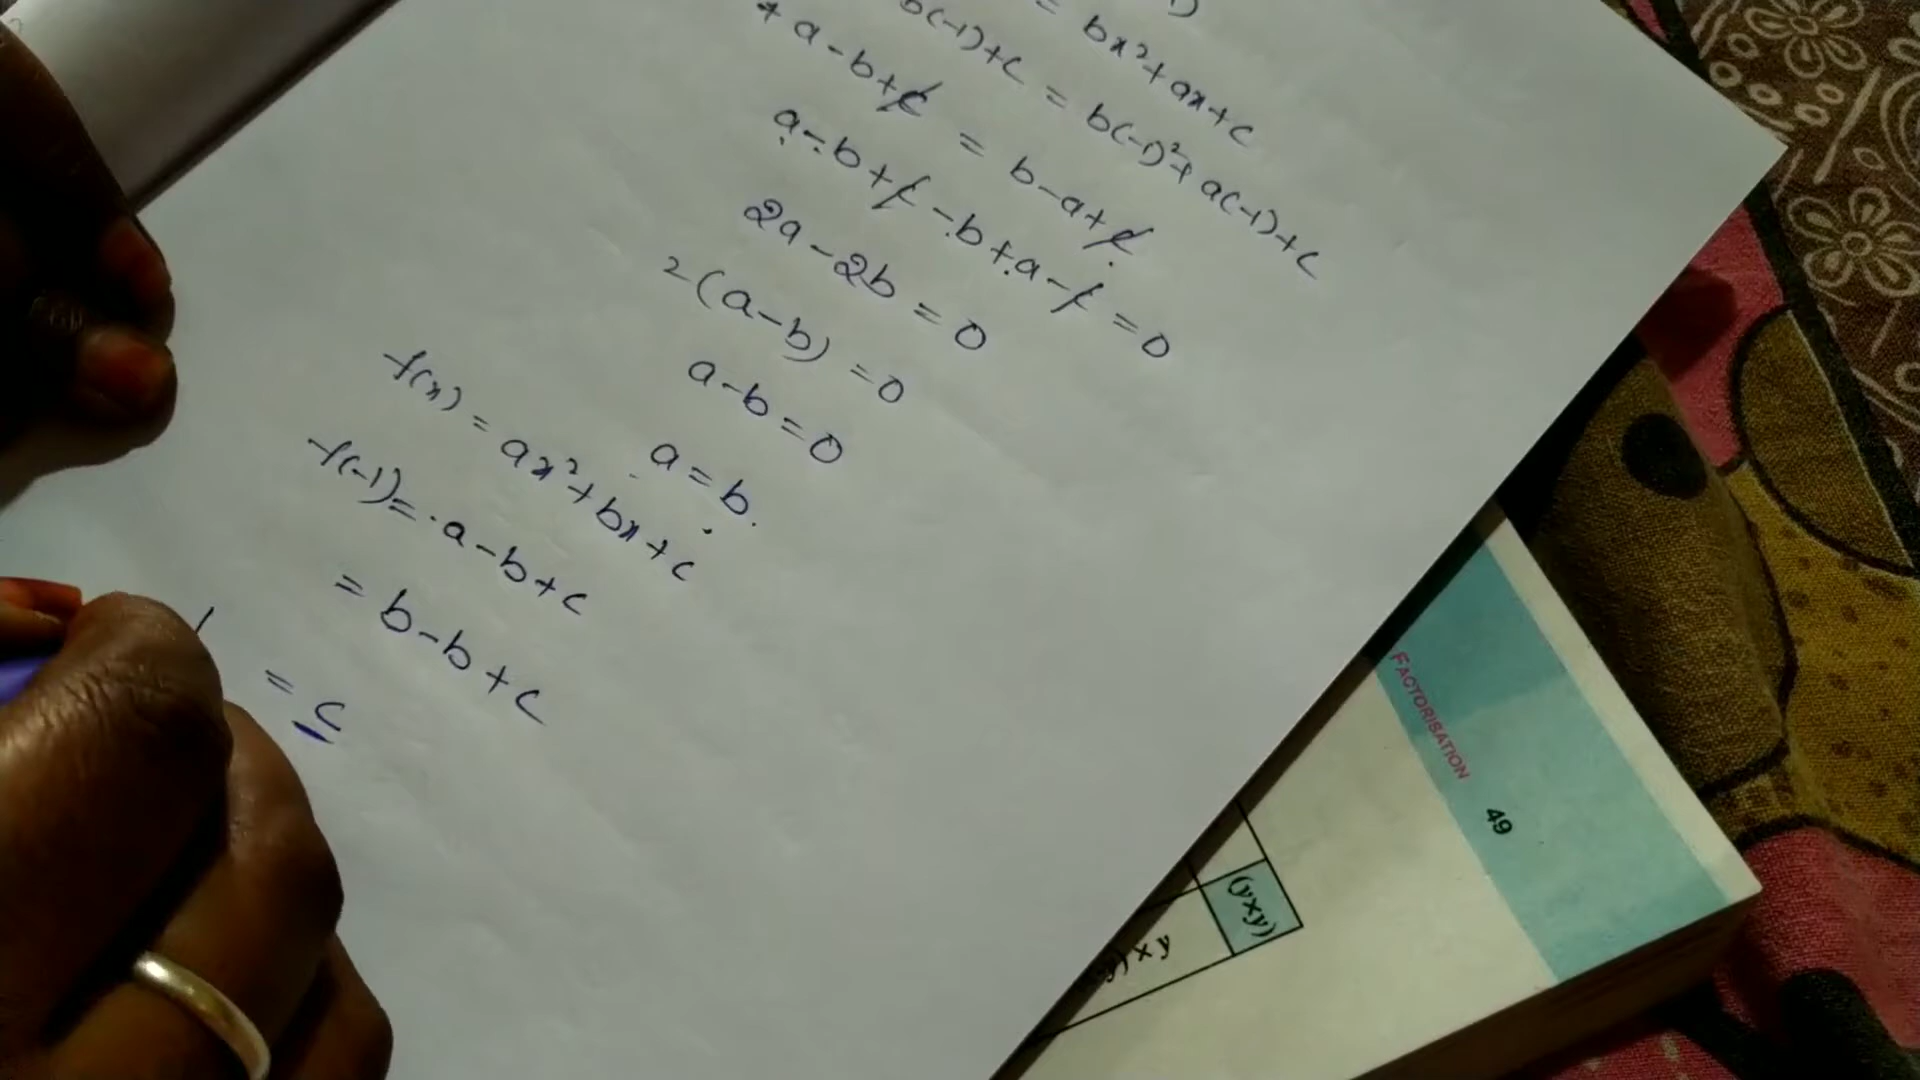 = bx²+ax+c
b(-1)+c = b(-1)²+a(-1)+c
a-b+c = b-a+c
a-b+c-b+a-c=0
2a-2b=0
2(a-b)=0
a-b=0
a=b.
f(x) = ax²+bx+c
f(-1)= a-b+c
= b-b+c
= c
FACTORISATION
49
(y×y)
y) × y